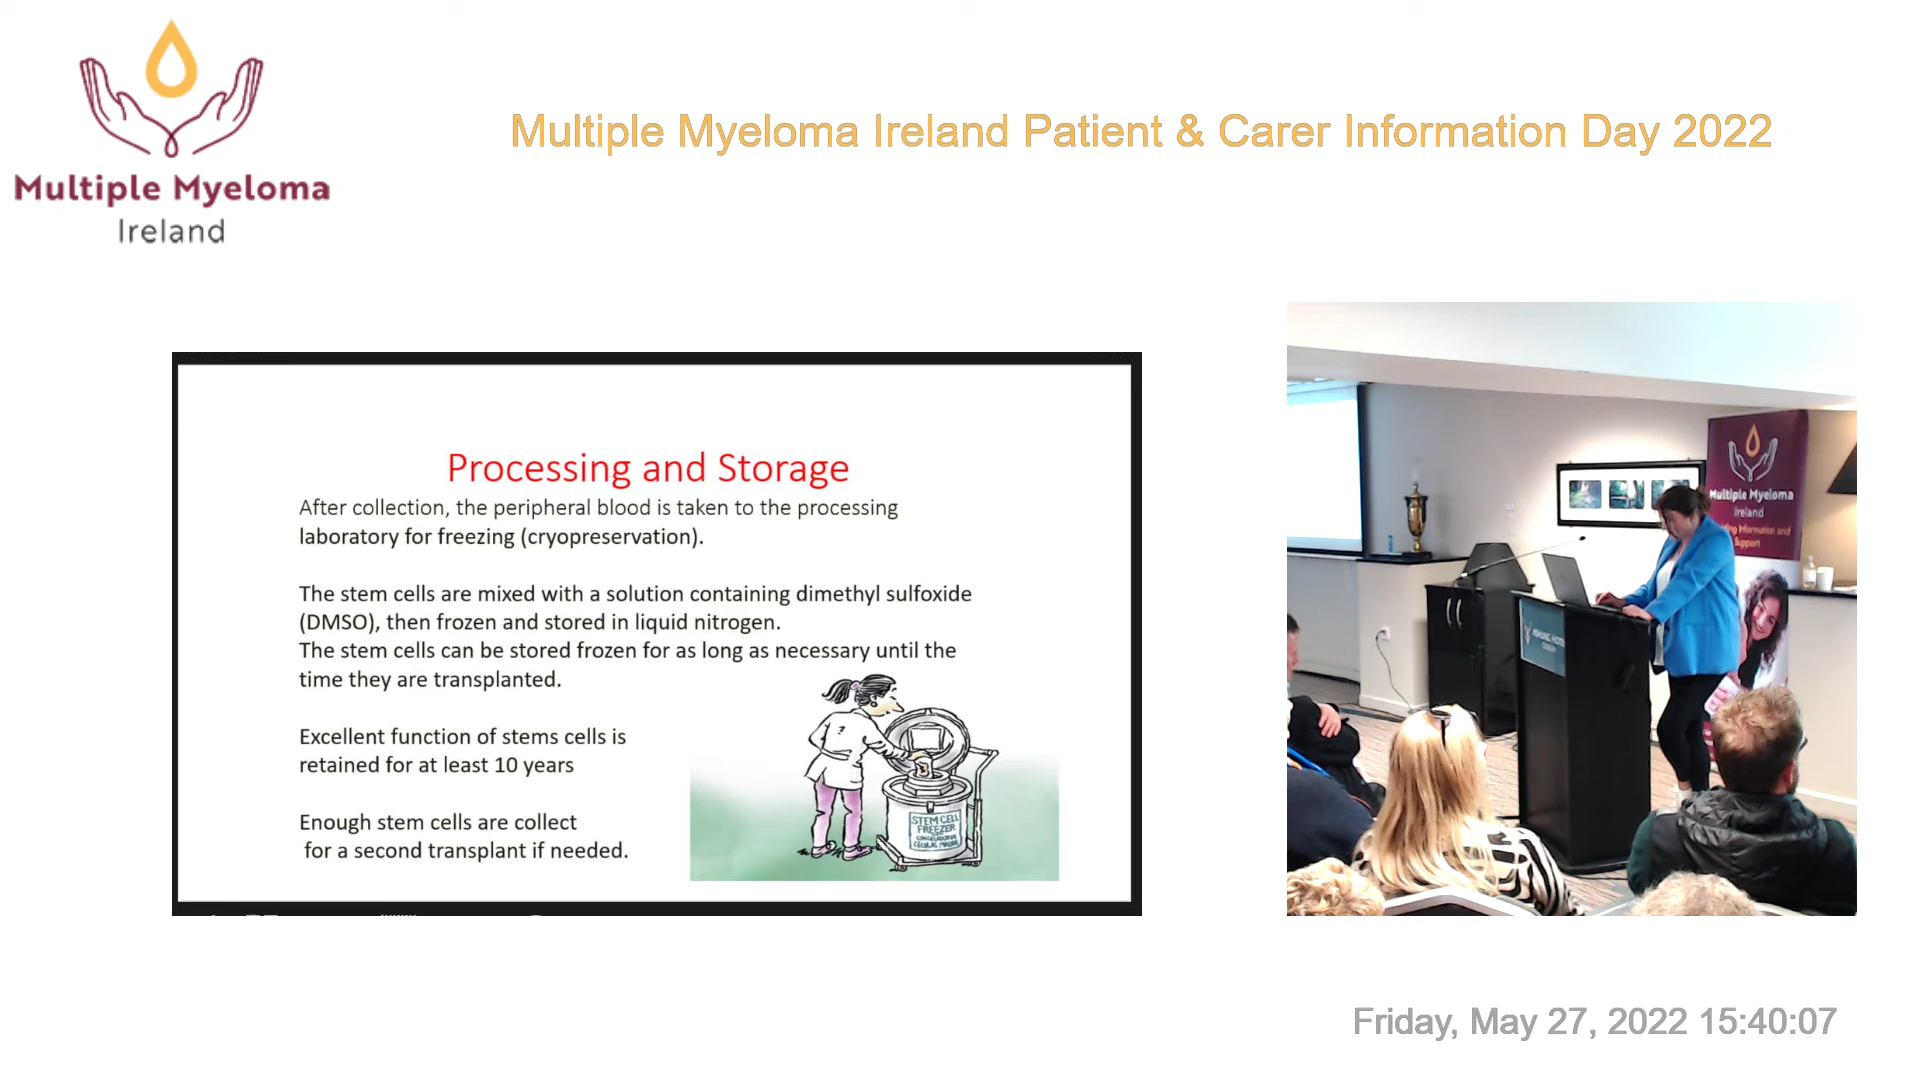 Multiple Myeloma
Ireland
Multiple Myeloma Ireland Patient & Carer Information Day 2022
Processing and Storage
After collection, the peripheral blood is taken to the processing
laboratory for freezing (cryopreservation).
The stem cells are mixed with a solution containing dimethyl sulfoxide
(DMSO), then frozen and stored in liquid nitrogen.
The stem cells can be stored frozen for as long as necessary until the
time they are transplanted.
Excellent function of stems cells is
retained for at least 10 years
Enough stem cells are collect
for a second transplant if needed.
STEM CELL
FREEZER
Multiple Myeloma
Ireland
Information and
Support
Friday, May 27, 2022 15:40:07